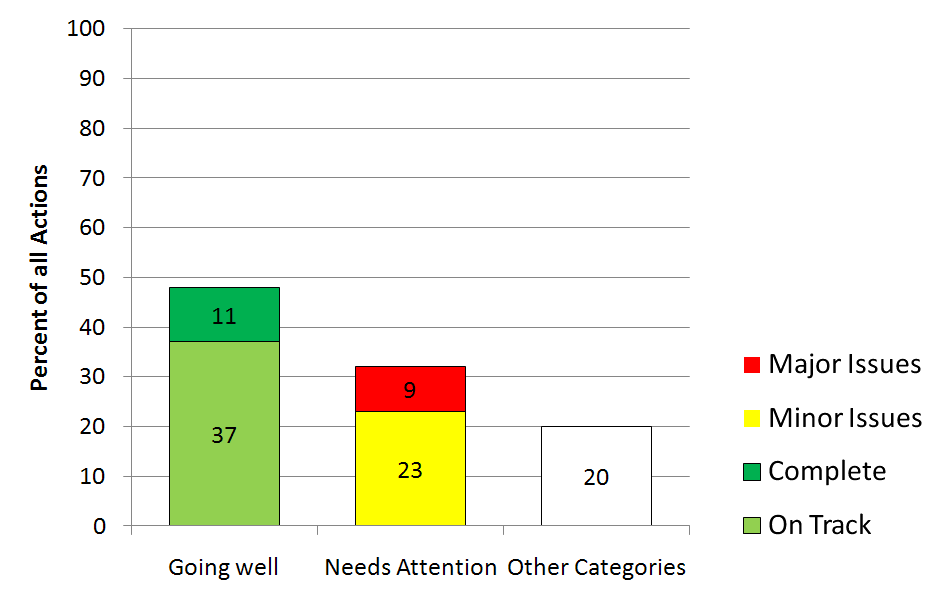 100
90
80
70
60
50
40
30
20
10
0
Percent of all Actions
11
37
9
23
20
Going well
Needs Attention
Other Categories
Major Issues
Minor Issues
Complete
On Track